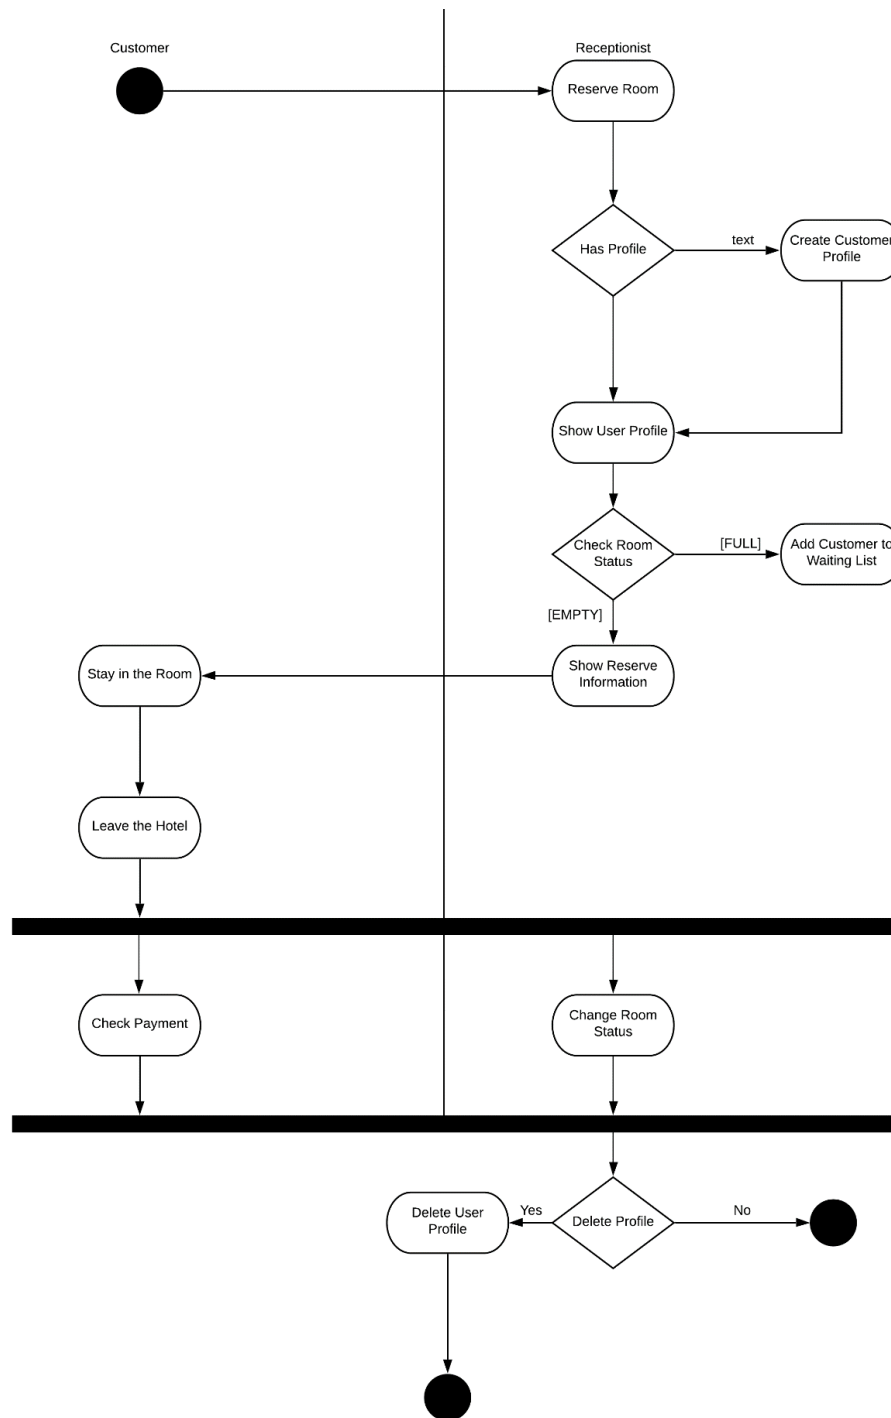 Customer
Receptionist
Reserve Room
Has Profile
text
Create Customer
Profile
Show User Profile
Check Room
Status
[FULL]
Add Customer to
Waiting List
[EMPTY]
Stay in the Room
Show Reserve
Information
Leave the Hotel
Check Payment
Change Room
Status
Delete User
Profile
Yes
Delete Profile
No